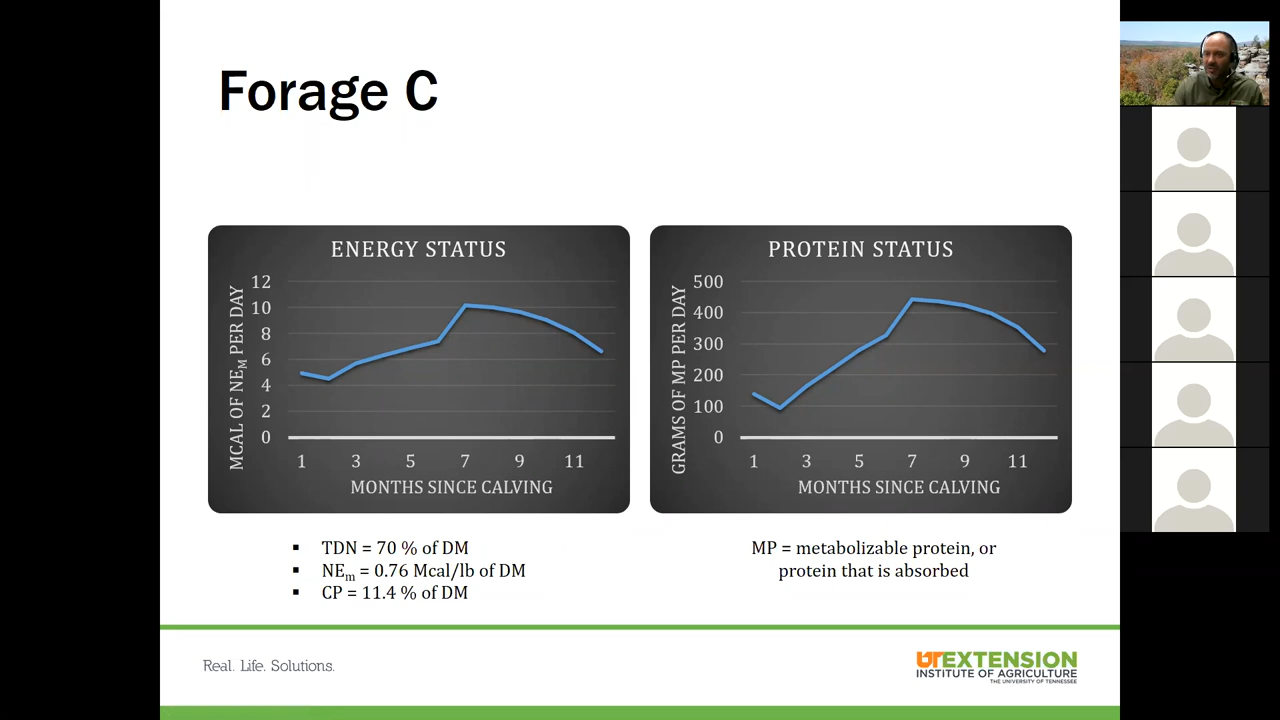 Forage C
ENERGY STATUS
MCAL OF NEM PER DAY
12
10
8
6
4
2
0
1 3 5 7 9 11
MONTHS SINCE CALVING
PROTEIN STATUS
GRAMS OF MP PER DAY
500
400
300
200
100
0
1 3 5 7 9 11
MONTHS SINCE CALVING
▪ TDN = 70 % of DM
▪ NEm = 0.76 Mcal/lb of DM
▪ CP = 11.4 % of DM
MP = metabolizable protein, or
protein that is absorbed
Real. Life. Solutions.
UT EXTENSION
INSTITUTE OF AGRICULTURE
THE UNIVERSITY OF TENNESSEE